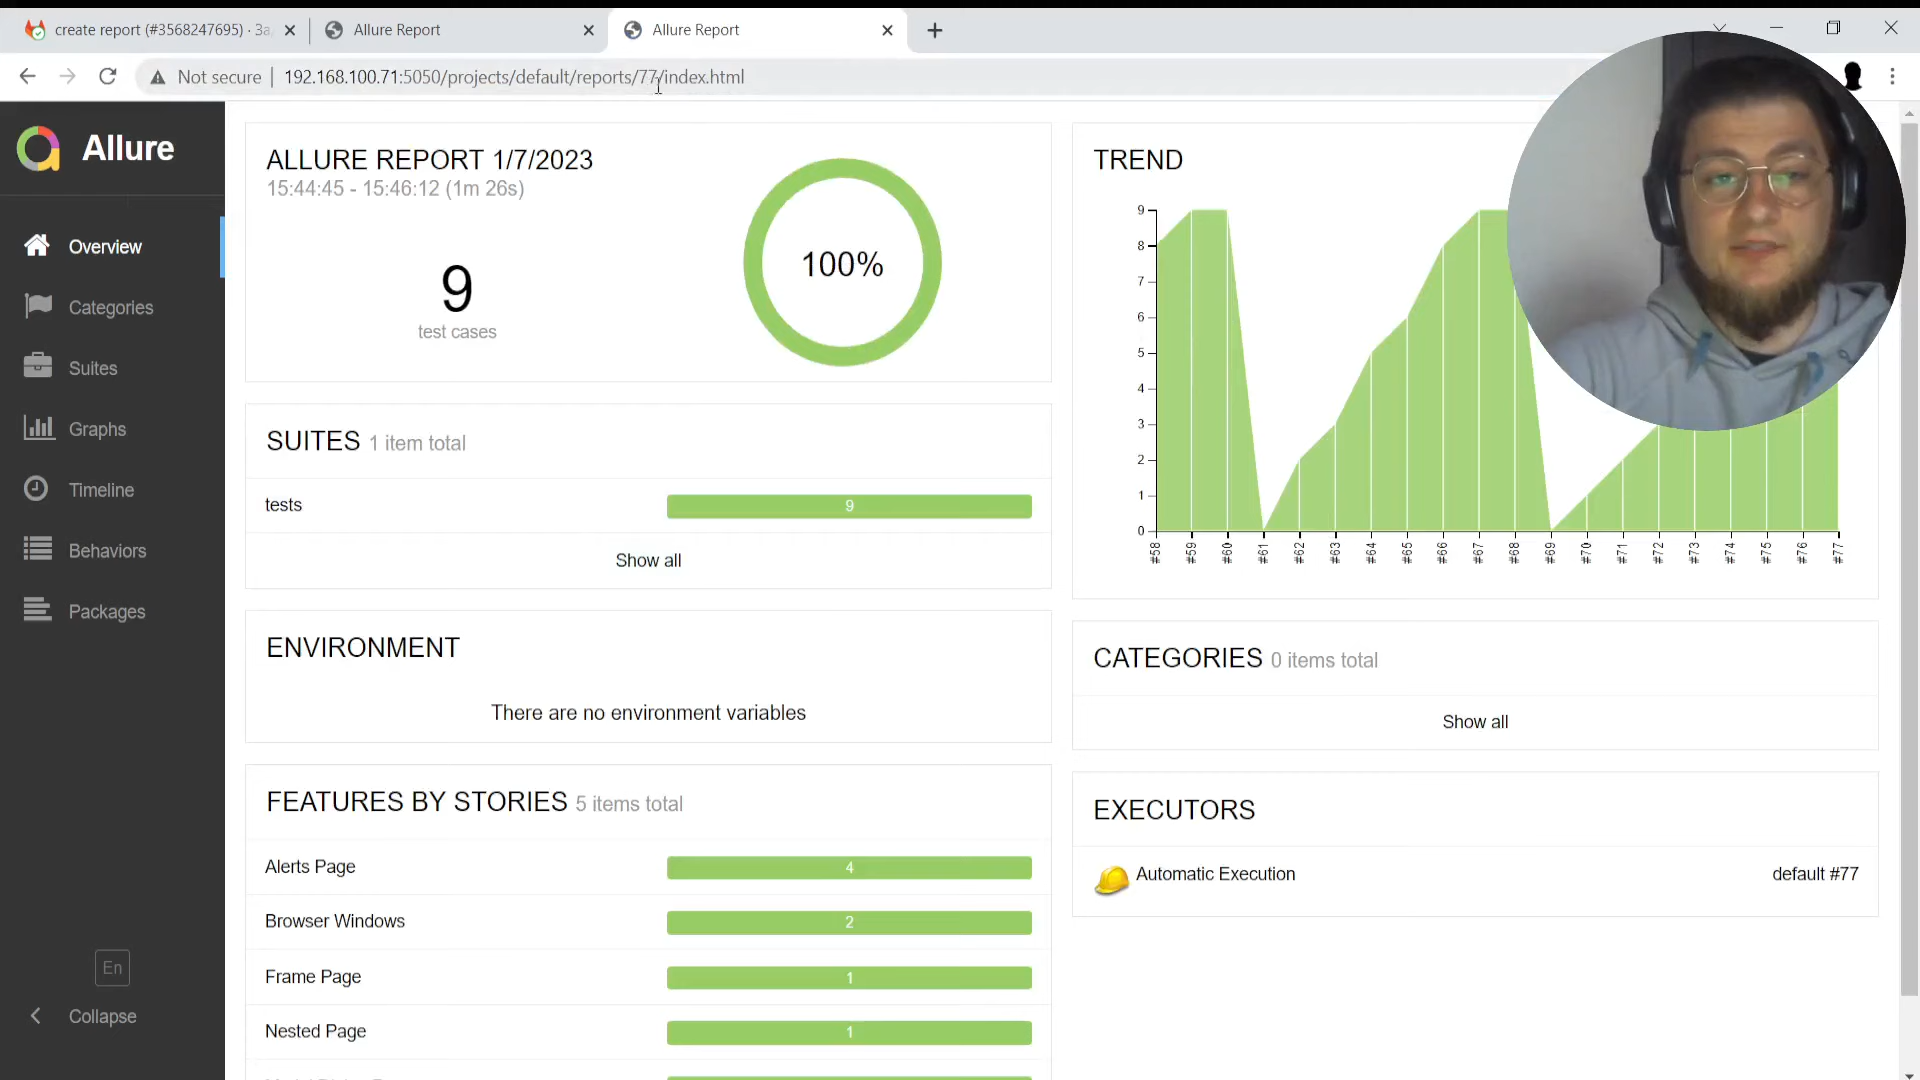 create report (#3568247695) · За
Allure Report
Allure Report
Not secure
192.168.100.71:5050/projects/default/reports/77/index.html
Allure
Overview
Categories
Suites
Graphs
Timeline
Behaviors
Packages
En
Collapse
ALLURE REPORT 1/7/2023
15:44:45 - 15:46:12 (1m 26s)
9
test cases
100%
SUITES 1 item total
tests 9
Show all
ENVIRONMENT
There are no environment variables
FEATURES BY STORIES 5 items total
Alerts Page 4
Browser Windows 2
Frame Page 1
Nested Page 1
TREND
9
8
7
6
5
4
3
2
1
0
#58 #59 #60 #61 #62 #63 #64 #65 #66 #67 #68 #69 #70 #71 #72 #73 #74 #75 #76 #77
CATEGORIES 0 items total
Show all
EXECUTORS
Automatic Execution default #77